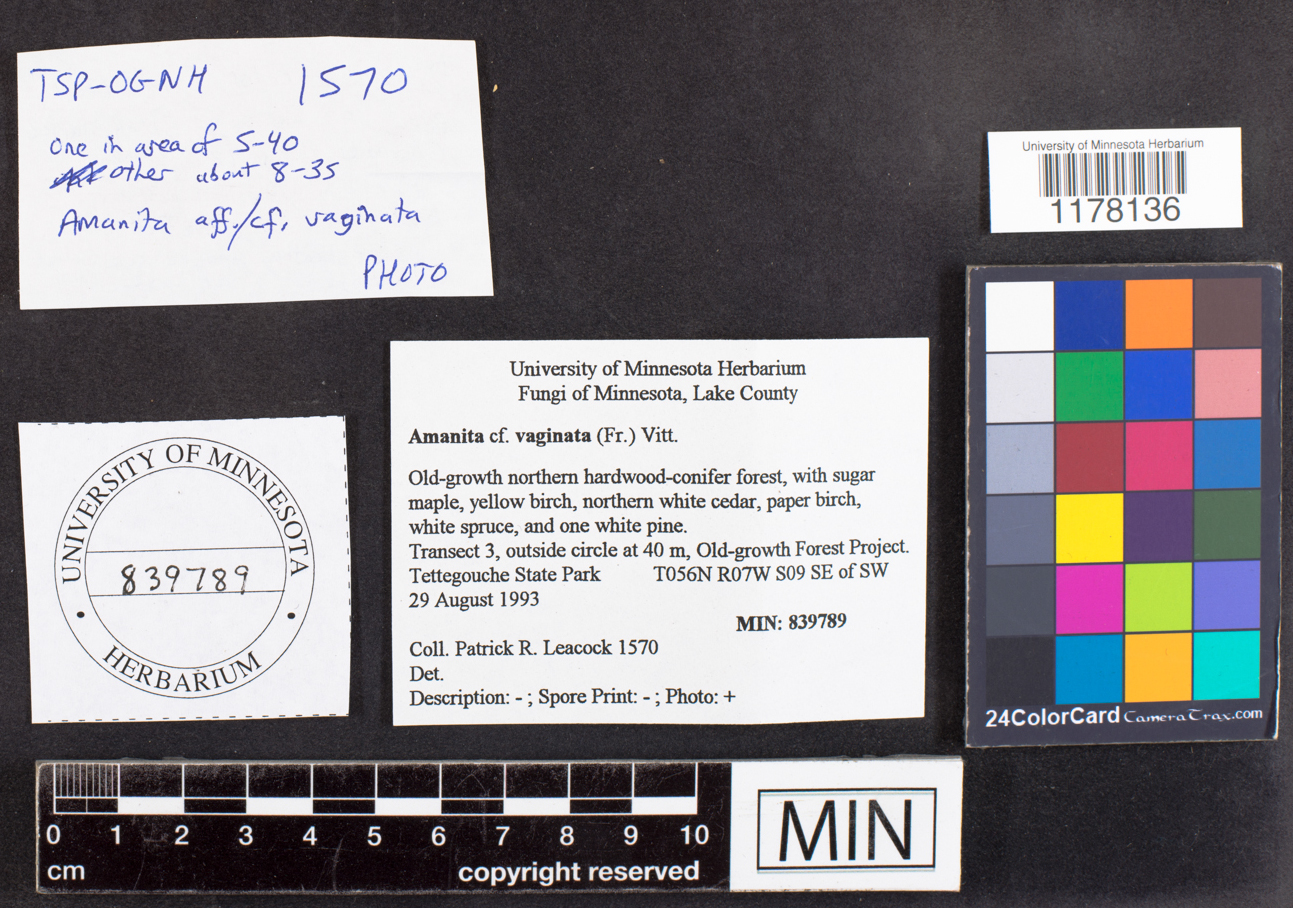 TSP-OG-NH 1570
One in area of 5-40
other about 8-35
Amanita aff./cf. vaginata
PHOTO
University of Minnesota Herbarium
1178136
University of Minnesota Herbarium
Fungi of Minnesota, Lake County
Amanita cf. vaginata (Fr.) Vitt.
Old-growth northern hardwood-conifer forest, with sugar
maple, yellow birch, northern white cedar, paper birch,
white spruce, and one white pine.
Transect 3, outside circle at 40 m, Old-growth Forest Project.
Tettegouche State Park T056N R07W S09 SE of SW
29 August 1993
MIN: 839789
Coll. Patrick R. Leacock 1570
Det.
Description: - ; Spore Print: - ; Photo: +
UNIVERSITY OF MINNESOTA
839789
HERBARIUM
24ColorCard CameraTrax.com
0 1 2 3 4 5 6 7 8 9 10
cm copyright reserved
MIN